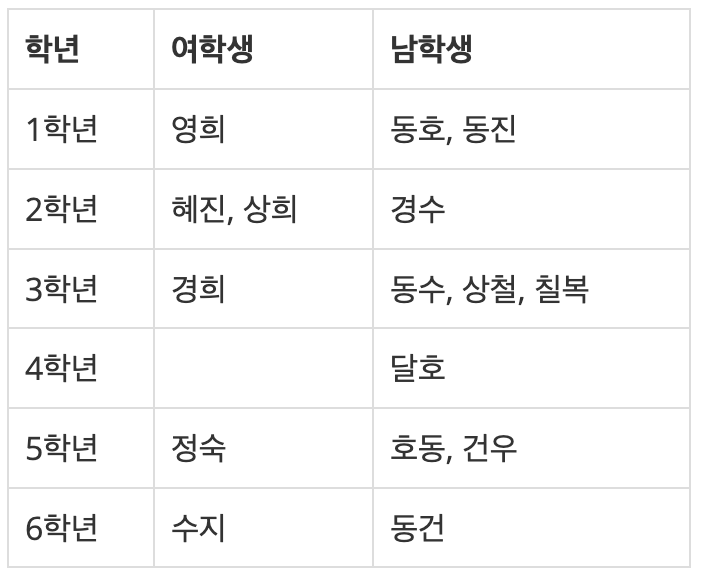 학년 여학생 남학생
1학년 영희 동호, 동진
2학년 혜진, 상희 경수
3학년 경희 동수, 상철, 칠복
4학년 달호
5학년 정숙 호동, 건우
6학년 수지 동건